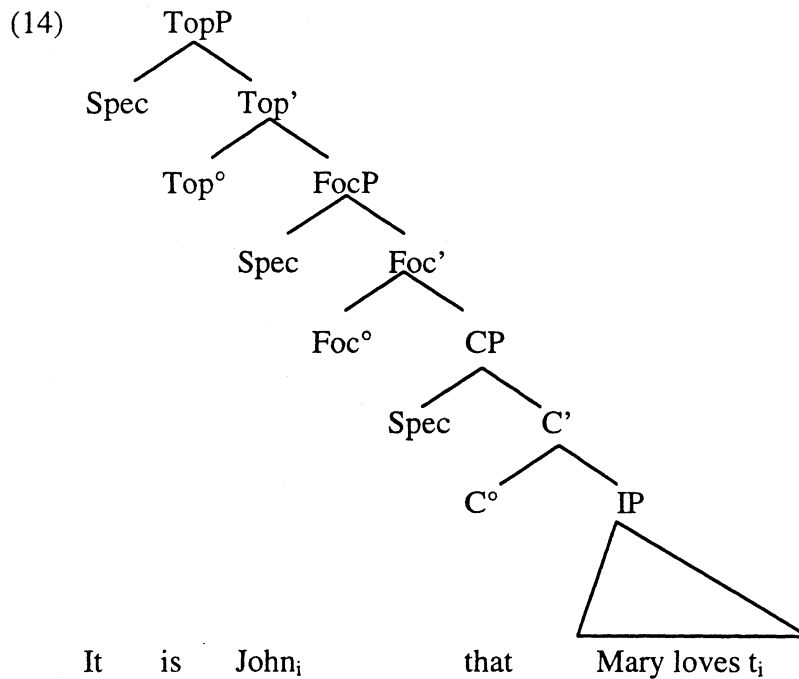 (14) TopP
Spec Top’
Top° FocP
Spec Foc’
Foc° CP
Spec C’
C° IP
It is Johnᵢ that Mary loves tᵢ